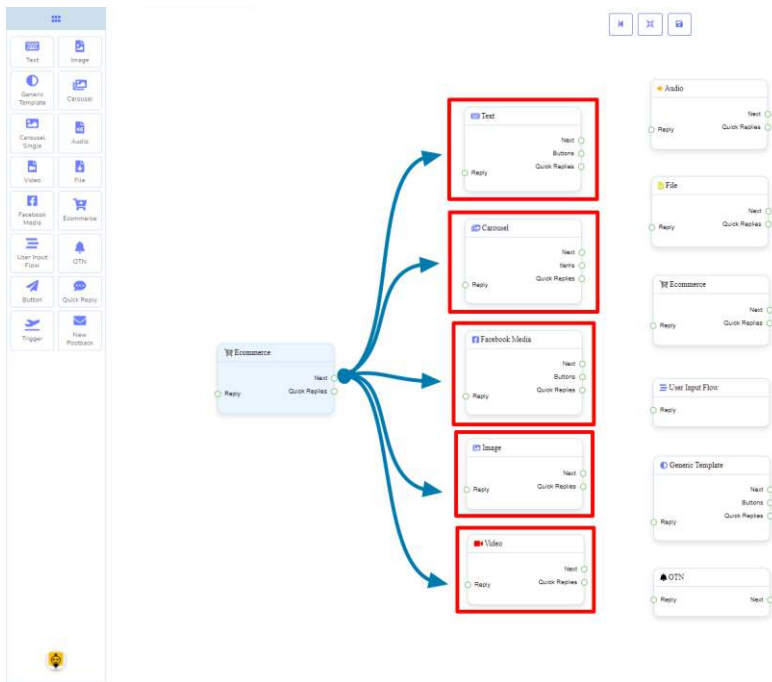 Text
Image
Generic
Template
Carousel
Carousel
Single
Audio
Video
File
Facebook
Media
Ecommerce
User Input
Flow
OTN
Button
Quick Reply
Trigger
New
Postback
Ecommerce
Next
Reply
Quick Replies
Text
Next
Buttons
Quick Replies
Reply
Carousel
Next
Items
Quick Replies
Reply
Facebook Media
Next
Buttons
Quick Replies
Reply
Image
Next
Reply
Quick Replies
Video
Next
Reply
Quick Replies
Audio
Next
Reply
Quick Replies
File
Next
Reply
Quick Replies
Ecommerce
Next
Reply
Quick Replies
User Input Flow
Reply
Generic Template
Next
Buttons
Quick Replies
Reply
OTN
Reply
Next